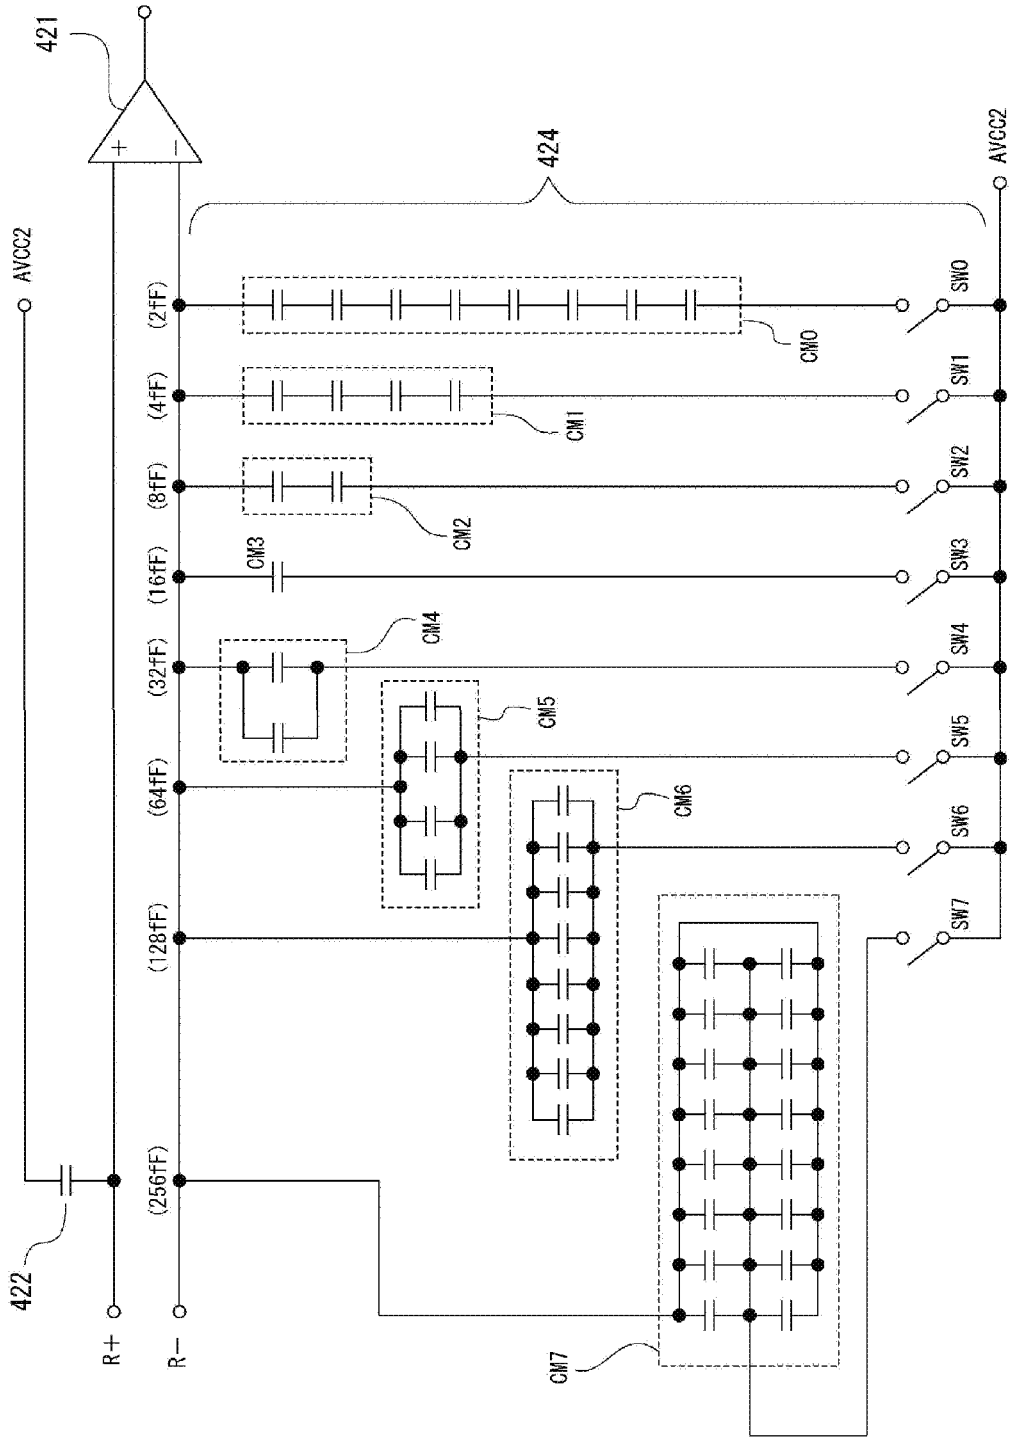 R+
R−
422
AVCC2
421
+
−
(256fF)
(128fF)
(64fF)
(32fF)
(16fF)
(8fF)
(4fF)
(2fF)
424
CM7
CM6
CM5
CM4
CM3
CM2
CM1
CM0
SW7
SW6
SW5
SW4
SW3
SW2
SW1
SW0
AVCC2